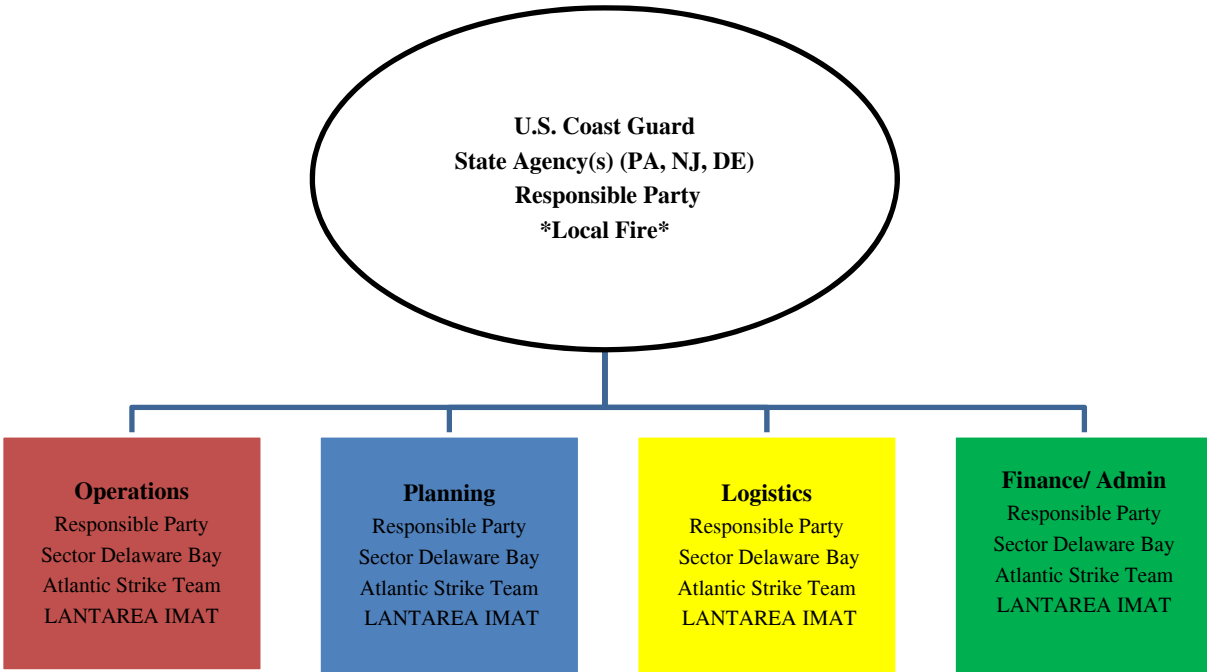 U.S. Coast Guard
State Agency(s) (PA, NJ, DE)
Responsible Party
*Local Fire*
Operations
Responsible Party
Sector Delaware Bay
Atlantic Strike Team
LANTAREA IMAT
Planning
Responsible Party
Sector Delaware Bay
Atlantic Strike Team
LANTAREA IMAT
Logistics
Responsible Party
Sector Delaware Bay
Atlantic Strike Team
LANTAREA IMAT
Finance/ Admin
Responsible Party
Sector Delaware Bay
Atlantic Strike Team
LANTAREA IMAT